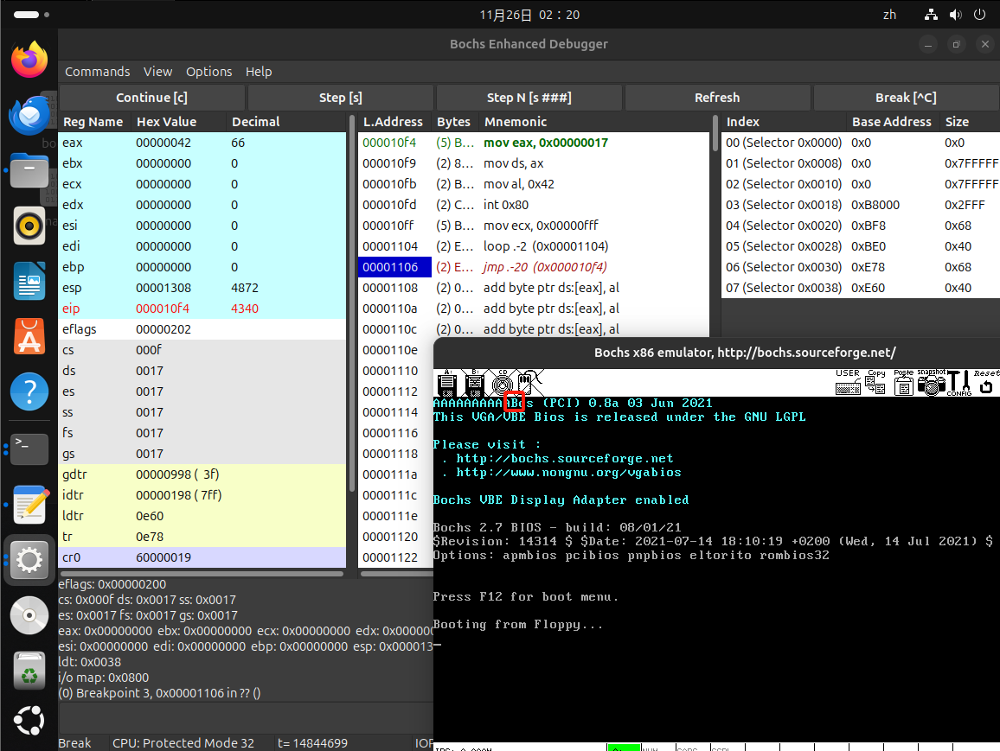 11月26日 02：20
zh
Bochs Enhanced Debugger
Commands View Options Help
Continue [c] Step [s] Step N [s ###] Refresh Break [^C]
Reg Name Hex Value Decimal L.Address Bytes Mnemonic Index Base Address Size
eax 00000042 66 000010f4 (5) B... mov eax, 0x00000017 00 (Selector 0x0000) 0x0 0x0
ebx 00000000 0 000010f9 (2) 8... mov ds, ax 01 (Selector 0x0008) 0x0 0x7FFFFF
ecx 00000000 0 000010fb (2) B... mov al, 0x42 02 (Selector 0x0010) 0x0 0x7FFFFF
edx 00000000 0 000010fd (2) C... int 0x80 03 (Selector 0x0018) 0xB8000 0x2FFF
esi 00000000 0 000010ff (5) B... mov ecx, 0x00000fff 04 (Selector 0x0020) 0xBF8 0x68
edi 00000000 0 00001104 (2) E... loop .-2 (0x00001104) 05 (Selector 0x0028) 0xBE0 0x40
ebp 00000000 0 00001106 (2) E... jmp .-20 (0x000010f4) 06 (Selector 0x0030) 0xE78 0x68
esp 00001308 4872 00001108 (2) 0... add byte ptr ds:[eax], al 07 (Selector 0x0038) 0xE60 0x40
eip 000010f4 4340 0000110a (2) 0... add byte ptr ds:[eax], al
eflags 00000202 0000110c (2) 0... add byte ptr ds:[eax], al
cs 000f 0000110e
ds 0017 00001110
es 0017 00001112
ss 0017 00001114
fs 0017 00001116
gs 0017 00001118
gdtr 00000998 ( 3f) 0000111a
idtr 00000198 ( 7ff) 0000111c
ldtr 0e60 0000111e
tr 0e78 00001120
cr0 60000019 00001122
eflags: 0x00000200
cs: 0x000f ds: 0x0017 ss: 0x0017
es: 0x0017 fs: 0x0017 gs: 0x0017
eax: 0x00000000 ebx: 0x00000000 ecx: 0x00000000 edx: 0x00000
esi: 0x00000000 edi: 0x00000000 ebp: 0x00000000 esp: 0x000013
ldt: 0x0038
i/o map: 0x0800
(0) Breakpoint 3, 0x00001106 in ?? ()
Break CPU: Protected Mode 32 t= 14844699 IOP
Bochs x86 emulator, http://bochs.sourceforge.net/
A: B: CD USER Copy Paste snapshot CONFIG Reset
AAAAAAAAAAABos (PCI) 0.8a 03 Jun 2021
This VGA/VBE Bios is released under the GNU LGPL
Please visit :
. http://bochs.sourceforge.net
. http://www.nongnu.org/vgabios
Bochs VBE Display Adapter enabled
Bochs 2.7 BIOS - build: 08/01/21
$Revision: 14314 $ $Date: 2021-07-14 18:10:19 +0200 (Wed, 14 Jul 2021) $
Options: apmbios pcibios pnpbios eltorito rombios32
Press F12 for boot menu.
Booting from Floppy...